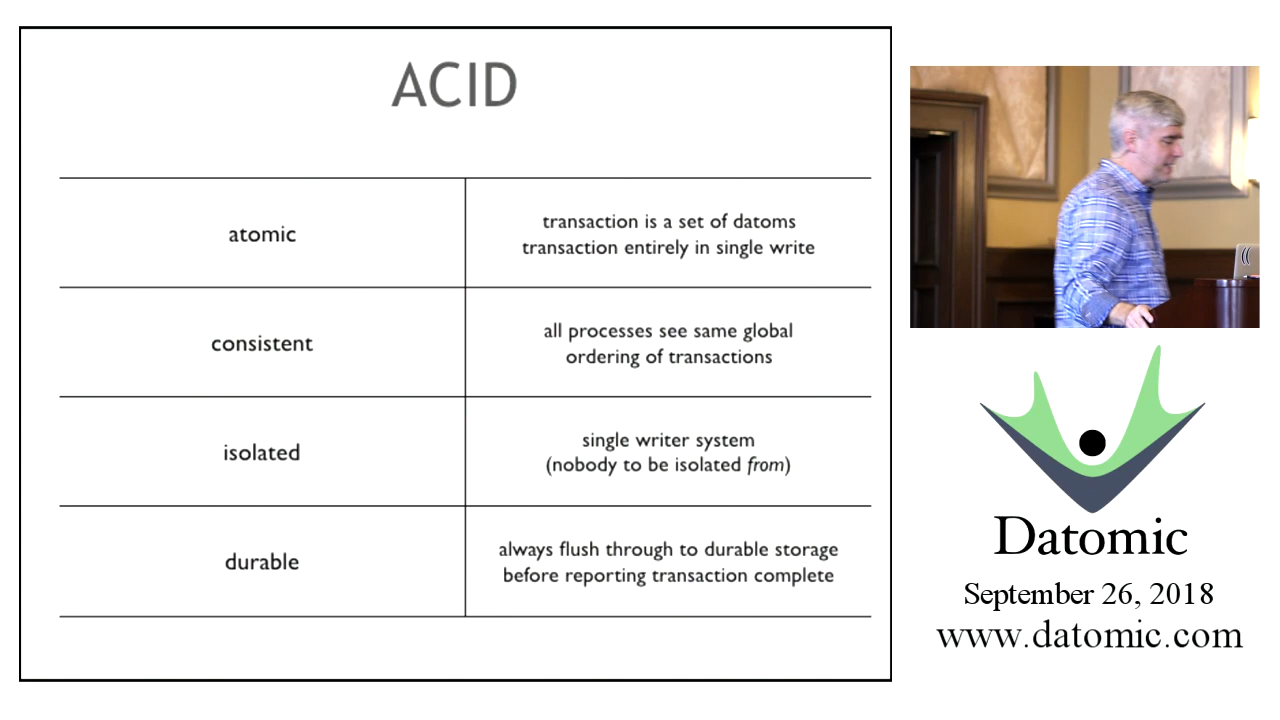 ACID
atomic
transaction is a set of datoms
transaction entirely in single write
consistent
all processes see same global
ordering of transactions
isolated
single writer system
(nobody to be isolated from)
durable
always flush through to durable storage
before reporting transaction complete
Datomic
September 26, 2018
www.datomic.com